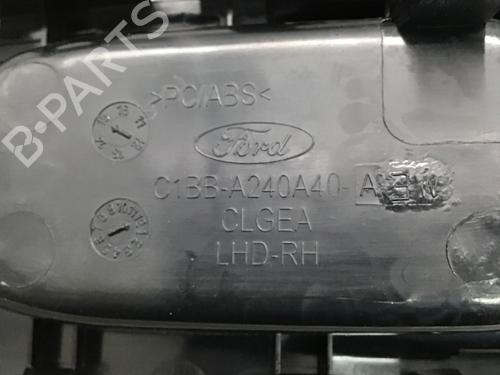 B-PARTS
>PC/ABS<
Ford
C1BB-A240A40-A
CLGEA
LHD-RH